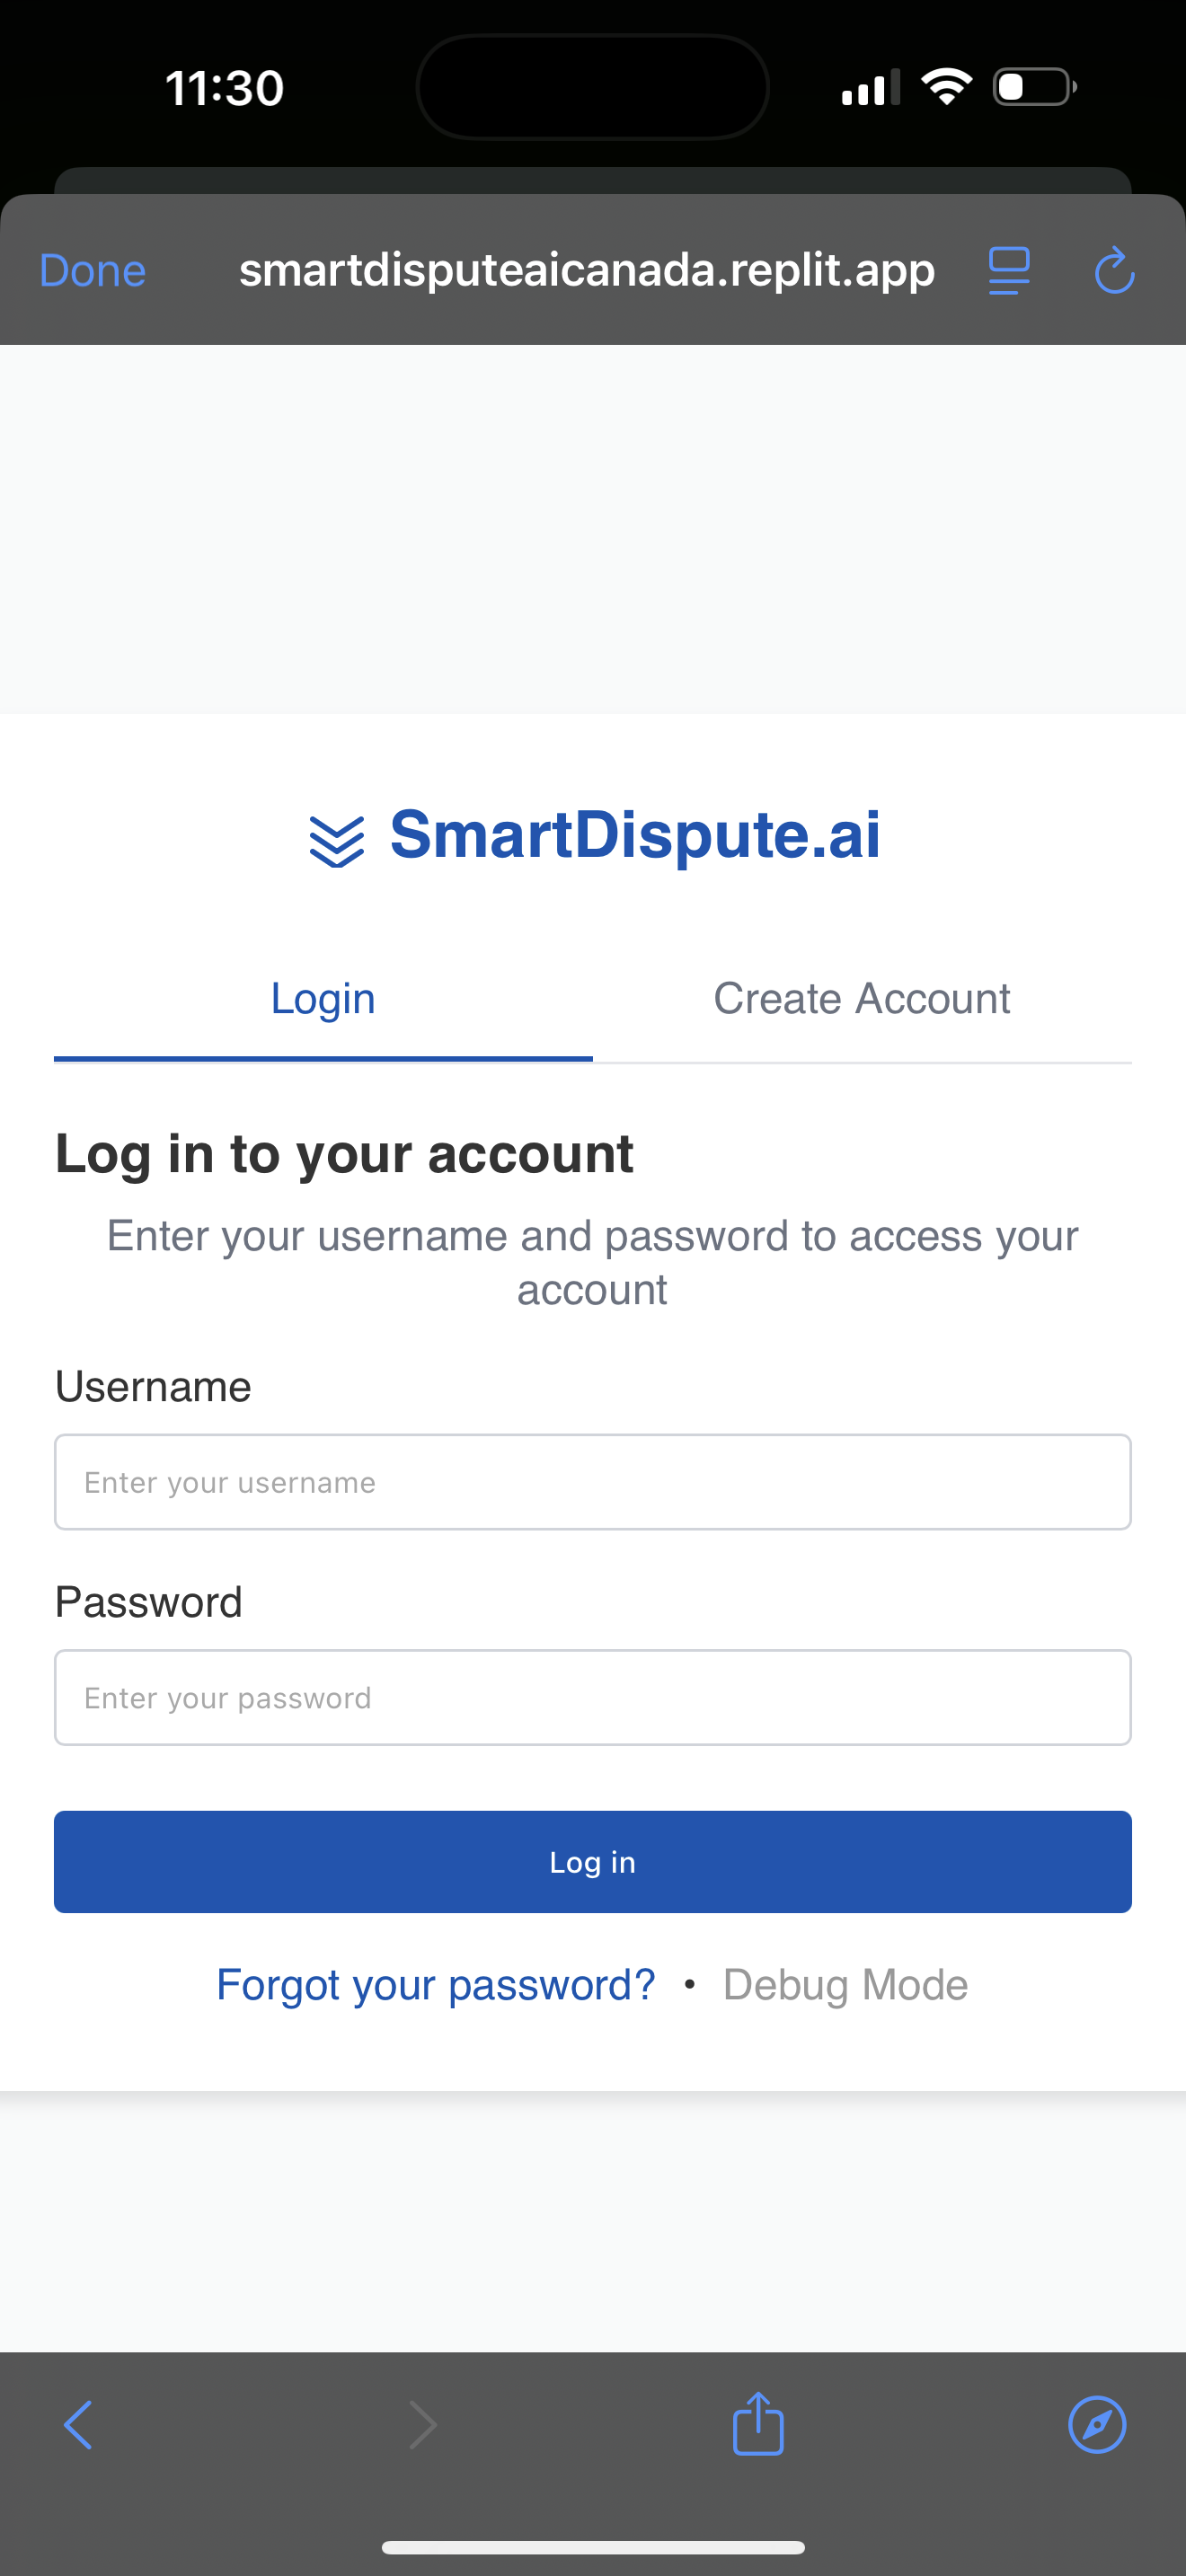 11:30
Done
smartdisputeaicanada.replit.app
SmartDispute.ai
Login
Create Account
Log in to your account
Enter your username and password to access your
account
Username
Enter your username
Password
Enter your password
Log in
Forgot your password? • Debug Mode